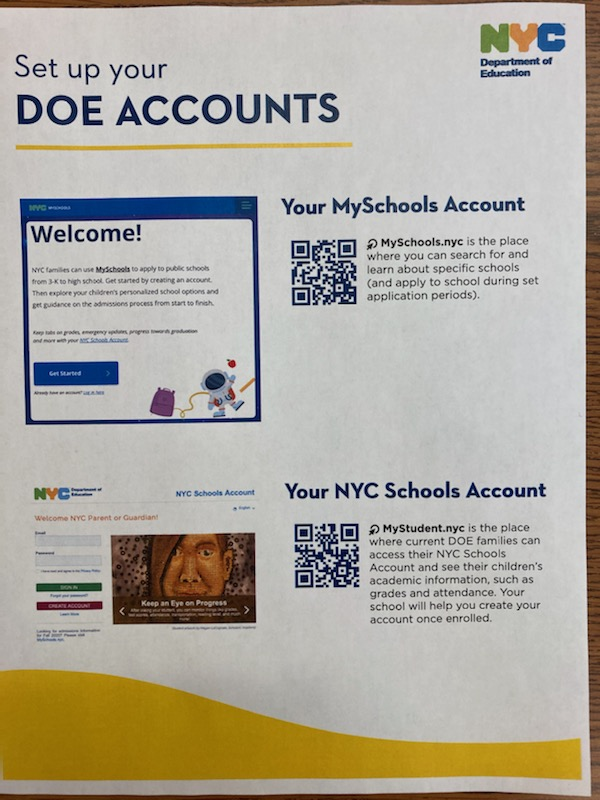 NYC
Department of
Education
Set up your
DOE ACCOUNTS
NYC MYSCHOOLS
Welcome!
NYC families can use MySchools to apply to public schools
from 3-K to high school. Get started by creating an account.
Then explore your children's personalized school options and
get guidance on the admissions process from start to finish.
Keep tabs on grades, emergency updates, progress towards graduation
and more with your NYC Schools Account.
Get Started
Already have an account? Log in here
Your MySchools Account
MySchools.nyc is the place
where you can search for and
learn about specific schools
(and apply to school during set
application periods).
NYC Department of
Education
NYC Schools Account
English
Welcome NYC Parent or Guardian!
Email
Password
I have read and agree to the Privacy Policy
SIGN IN
Forgot your password?
CREATE ACCOUNT
Learn More
Looking for admissions information
for Fall 2020? Please visit
MySchools.nyc
Keep an Eye on Progress
Your NYC Schools Account
MyStudent.nyc is the place
where current DOE families can
access their NYC Schools
Account and see their children's
academic information, such as
grades and attendance. Your
school will help you create your
account once enrolled.